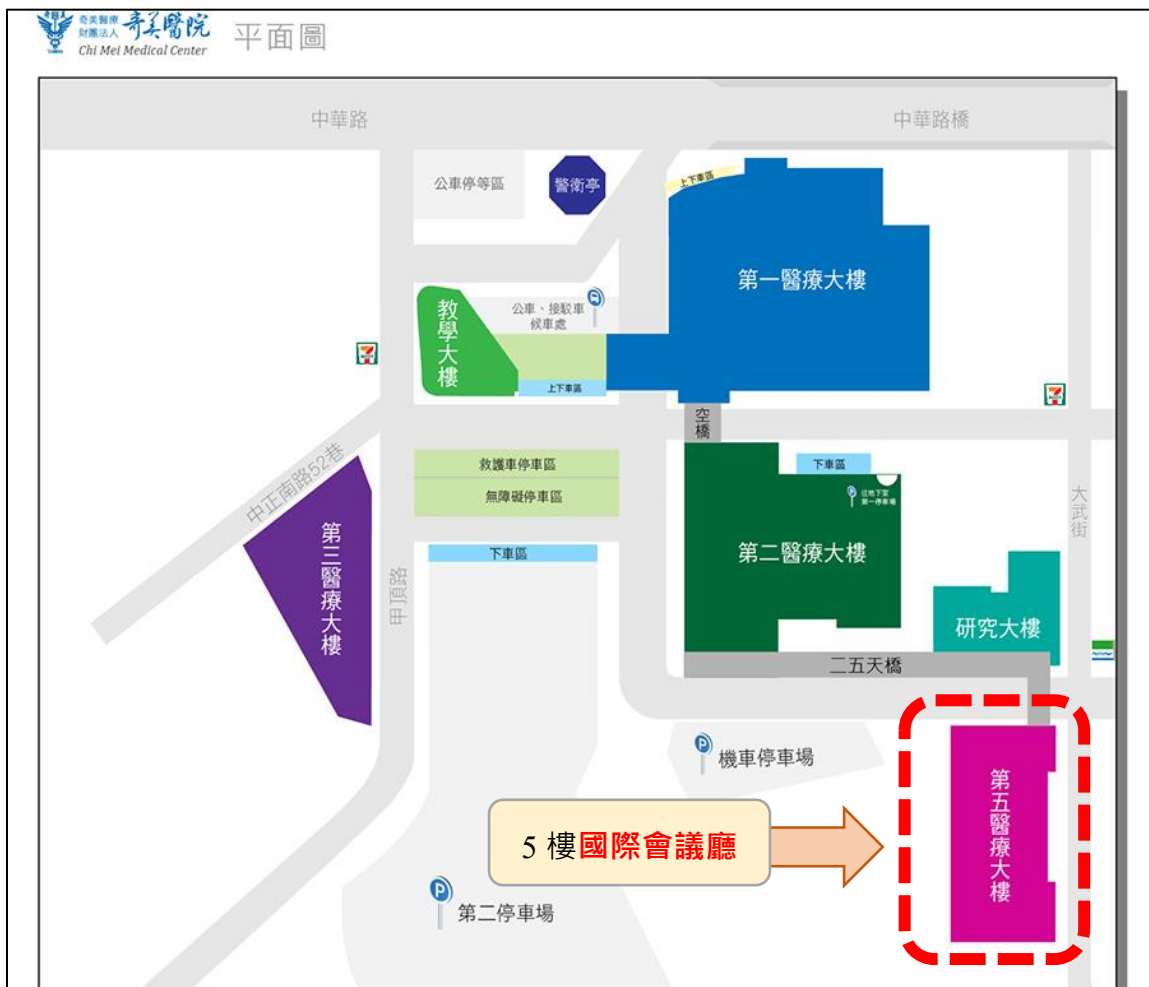 奇美醫療
財團法人
奇美醫院
Chi Mei Medical Center
平面圖
中華路
中華路橋
公車停等區
警衛亭
上下車區
第一醫療大樓
教學大樓
公車、接駁車
候車處
上下車區
7
ELEVEN
空橋
7
ELEVEN
中正南路52巷
救護車停車區
無障礙停車區
下車區
P
往地下室
第一停車場
大武街
第三醫療大樓
甲頂路
下車區
第二醫療大樓
研究大樓
二五天橋
P
機車停車場
第五醫療大樓
5 樓國際會議廳
P
第二停車場